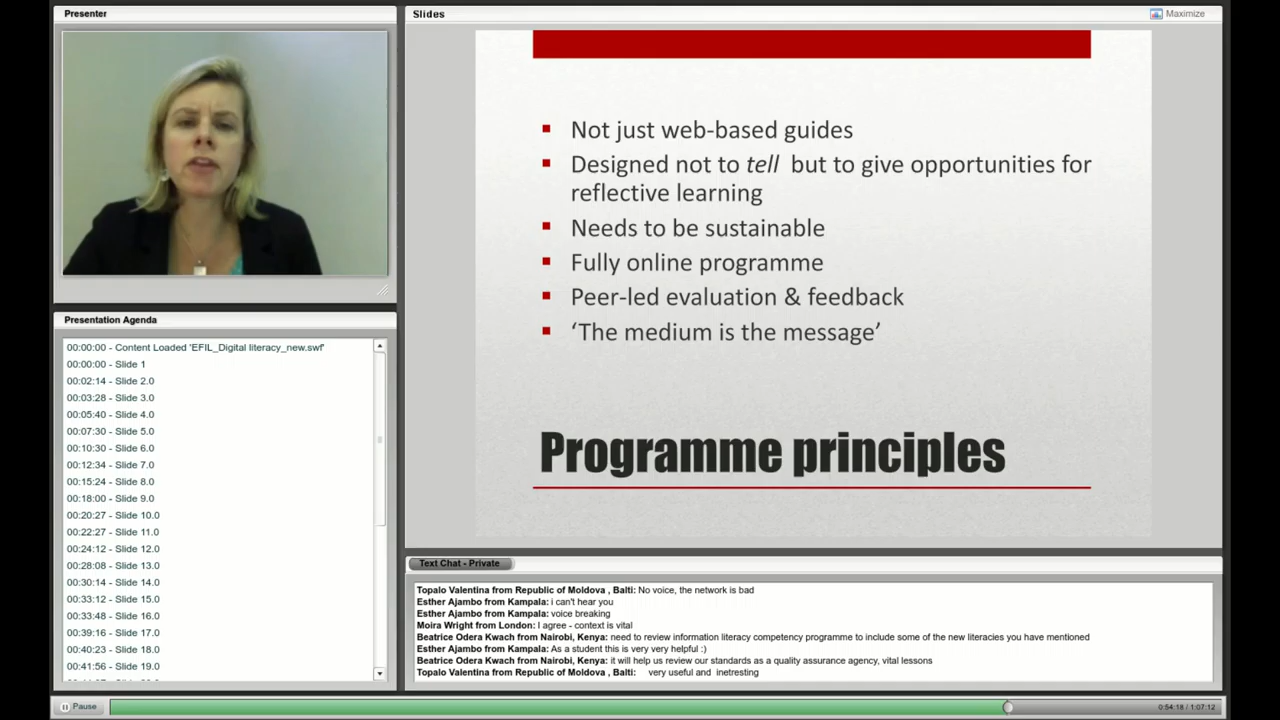 Presenter
Slides
Maximize
Not just web-based guides
Designed not to tell but to give opportunities for
reflective learning
Needs to be sustainable
Fully online programme
Peer-led evaluation & feedback
‘The medium is the message’
Programme principles
Presentation Agenda
00:00:00 - Content Loaded 'EFIL_Digital literacy_new.swf'
00:00:00 - Slide 1
00:02:14 - Slide 2.0
00:03:28 - Slide 3.0
00:05:40 - Slide 4.0
00:07:30 - Slide 5.0
00:10:30 - Slide 6.0
00:12:34 - Slide 7.0
00:15:24 - Slide 8.0
00:18:00 - Slide 9.0
00:20:27 - Slide 10.0
00:22:27 - Slide 11.0
00:24:12 - Slide 12.0
00:28:08 - Slide 13.0
00:30:14 - Slide 14.0
00:33:12 - Slide 15.0
00:33:48 - Slide 16.0
00:39:16 - Slide 17.0
00:40:23 - Slide 18.0
00:41:56 - Slide 19.0
Text Chat - Private
Topalo Valentina from Republic of Moldova , Balti: No voice, the network is bad
Esther Ajambo from Kampala: i can't hear you
Esther Ajambo from Kampala: voice breaking
Moira Wright from London: I agree - context is vital
Beatrice Odera Kwach from Nairobi, Kenya: need to review information literacy competency programme to include some of the new literacies you have mentioned
Esther Ajambo from Kampala: As a student this is very very helpful :)
Beatrice Odera Kwach from Nairobi, Kenya: it will help us review our standards as a quality assurance agency, vital lessons
Topalo Valentina from Republic of Moldova , Balti: very useful and inetresting
Pause
0:54:18 / 1:07:12